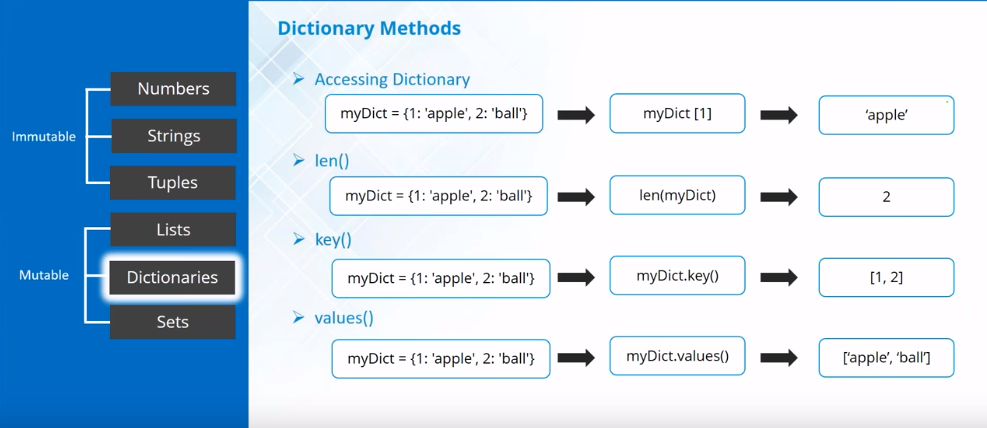 Dictionary Methods
Immutable
Numbers
Strings
Tuples
Mutable
Lists
Dictionaries
Sets
Accessing Dictionary
myDict = {1: 'apple', 2: 'ball'}
myDict [1]
‘apple’
len()
myDict = {1: 'apple', 2: 'ball'}
len(myDict)
2
key()
myDict = {1: 'apple', 2: 'ball'}
myDict.key()
[1, 2]
values()
myDict = {1: 'apple', 2: 'ball'}
myDict.values()
[‘apple’, ‘ball’]